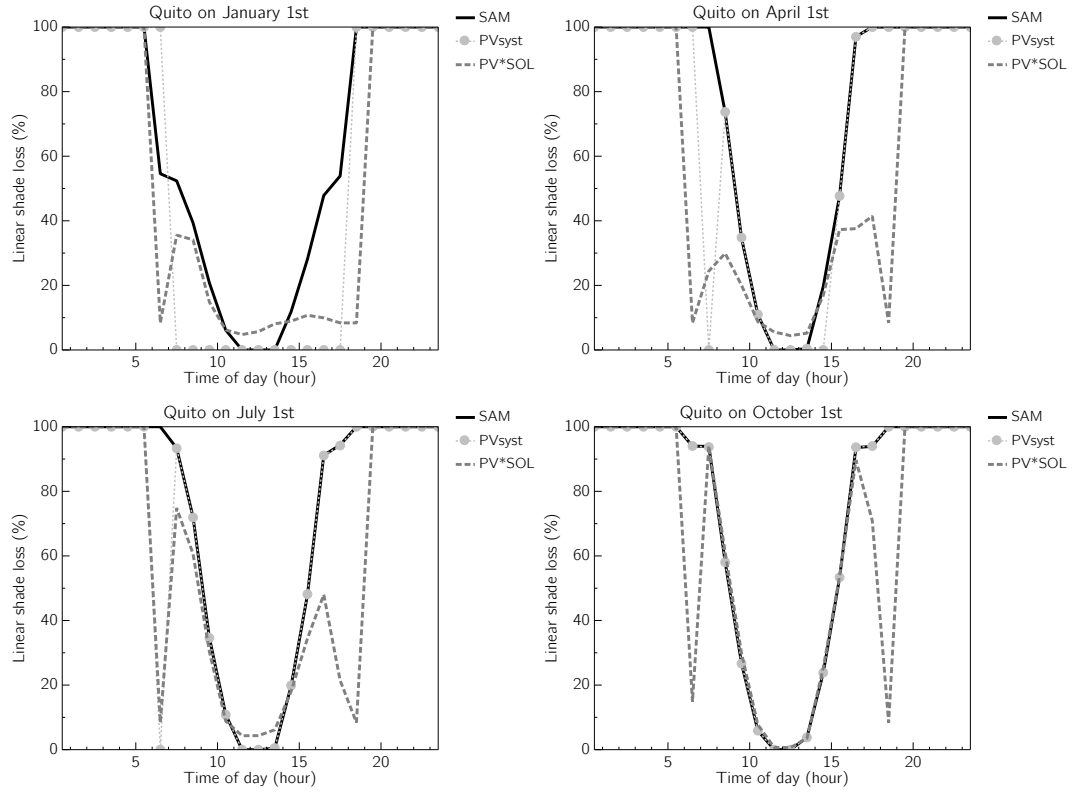 Quito on January 1st
SAM
PVsyst
PV*SOL
Linear shade loss (%)
100
80
60
40
20
0
5
10
15
20
Time of day (hour)
Quito on April 1st
SAM
PVsyst
PV*SOL
Linear shade loss (%)
100
80
60
40
20
0
5
10
15
20
Time of day (hour)
Quito on July 1st
SAM
PVsyst
PV*SOL
Linear shade loss (%)
100
80
60
40
20
0
5
10
15
20
Time of day (hour)
Quito on October 1st
SAM
PVsyst
PV*SOL
Linear shade loss (%)
100
80
60
40
20
0
5
10
15
20
Time of day (hour)